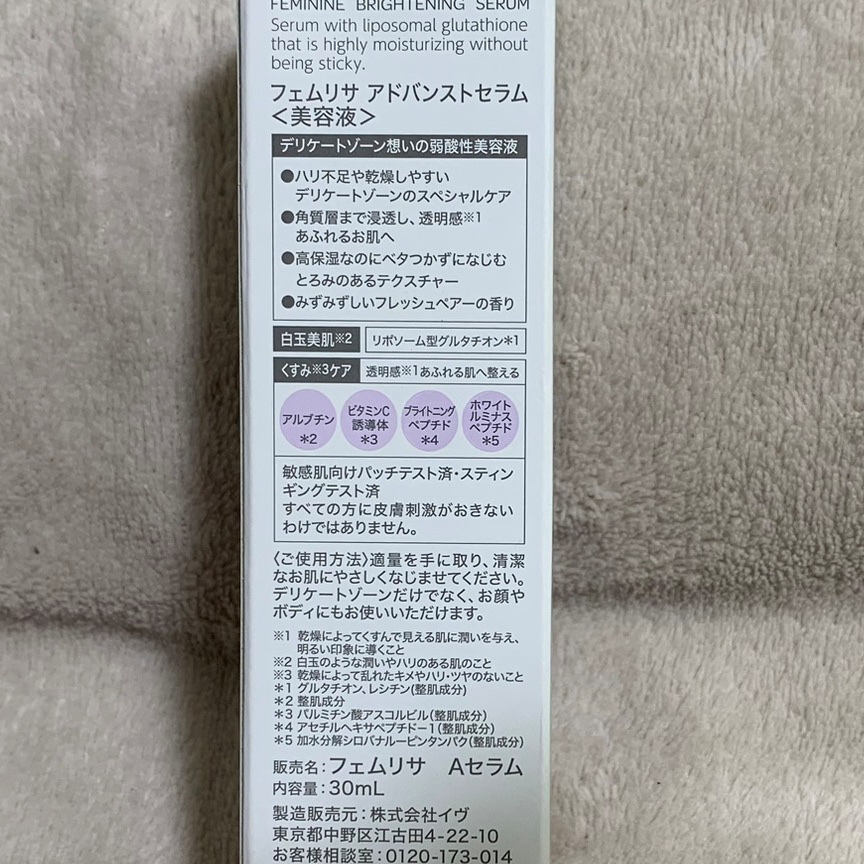 FEMININE BRIGHTENING SERUM
Serum with liposomal glutathione
that is highly moisturizing without
being sticky.
フェムリサ アドバンストセラム
＜美容液＞
デリケートゾーン想いの弱酸性美容液
●ハリ不足や乾燥しやすい
デリケートゾーンのスペシャルケア
●角質層まで浸透し、透明感※1
あふれるお肌へ
●高保湿なのにベタつかずになじむ
とろみのあるテクスチャー
●みずみずしいフレッシュペアーの香り
白玉美肌※2 リポソーム型グルタチオン＊1
くすみ※3ケア 透明感※1あふれる肌へ整える
アルブチン
＊2
ビタミンC
誘導体
＊3
ブライトニング
ペプチド
＊4
ホワイト
ルミナス
ペプチド
＊5
敏感肌向けパッチテスト済・スティン
ギングテスト済
すべての方に皮膚刺激がおきない
わけではありません。
〈ご使用方法〉適量を手に取り、清潔
なお肌にやさしくなじませてください。
デリケートゾーンだけでなく、お顔や
ボディにもお使いいただけます。
※1 乾燥によってくすんで見える肌に潤いを与え、
明るい印象に導くこと
※2 白玉のような潤いやハリのある肌のこと
※3 乾燥によって乱れたキメやハリ・ツヤのないこと
＊1 グルタチオン、レシチン（整肌成分）
＊2 整肌成分
＊3 パルミチン酸アスコルビル（整肌成分）
＊4 アセチルヘキサペプチド－1（整肌成分）
＊5 加水分解シロバナルーピンタンパク（整肌成分）
販売名：フェムリサ Aセラム
内容量：30mL
製造販売元：株式会社イヴ
東京都中野区江古田4-22-10
お客様相談室：0120-173-014